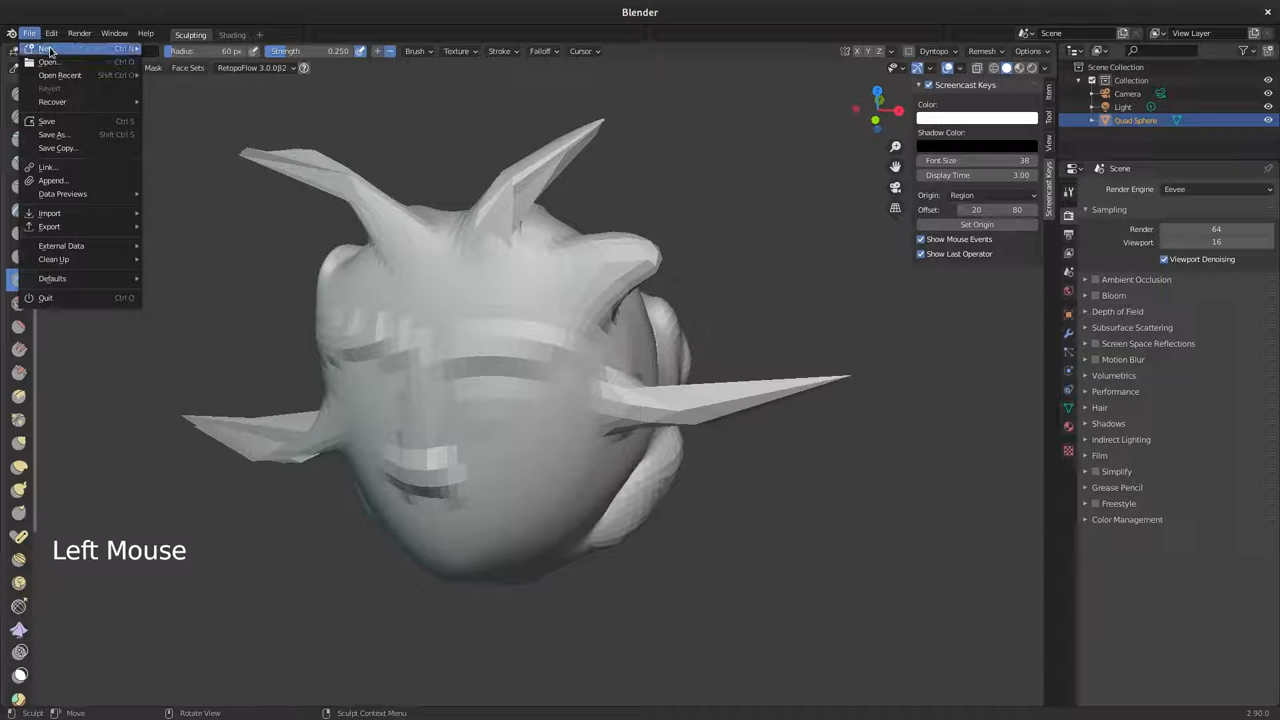 Blender
File Edit Render Window Help Sculpting Shading Scene View Layer
Radius 60 px Strength 0.250 Brush Texture Stroke Falloff Cursor X Y Z Dyntopo Remesh Options
Mask Face Sets RetopoFlow 3.0.0β2
New Ctrl N
Open... Ctrl O
Open Recent Shift Ctrl O
Revert
Recover
Save Ctrl S
Save As... Shift Ctrl S
Save Copy...
Link...
Append...
Data Previews
Import
Export
External Data
Clean Up
Defaults
Quit Ctrl Q
Left Mouse
Screencast Keys
Color:
Shadow Color:
Font Size 38
Display Time 3.00
Origin: Region
Offset: 20 80
Set Origin
Show Mouse Events
Show Last Operator
Item
Tool
View
Screencast Keys
Scene Collection
Collection
Camera
Light
Quad Sphere
Scene
Render Engine Eevee
Sampling
Render 64
Viewport 16
Viewport Denoising
Ambient Occlusion
Bloom
Depth of Field
Subsurface Scattering
Screen Space Reflections
Motion Blur
Volumetrics
Performance
Hair
Shadows
Indirect Lighting
Film
Simplify
Grease Pencil
Freestyle
Color Management
Sculpt Move Rotate View Sculpt Context Menu 2.90.0